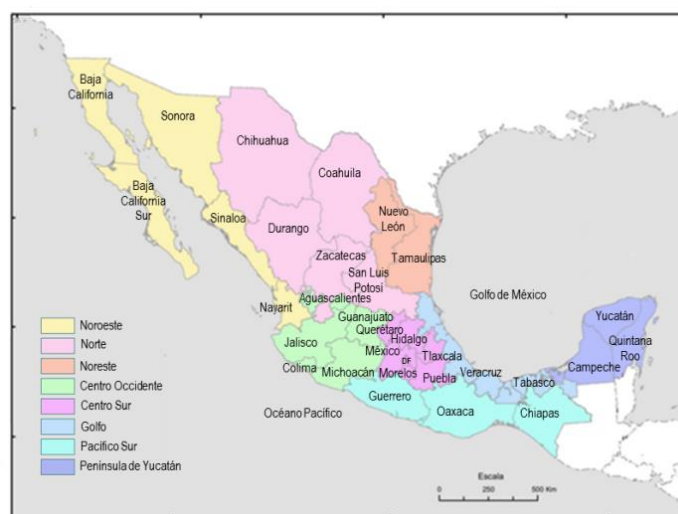 Baja
California
Sonora
Chihuahua
Coahuila
Baja
California
Sur
Sinaloa
Nuevo
León
Durango
Tamaulipas
Zacatecas
San Luis
Potosí
Golfo de México
Nayarit
Aguascalientes
Guanajuato
Querétaro
Hidalgo
Jalisco
México
DF
Tlaxcala
Colima
Michoacán
Morelos
Puebla
Veracruz
Tabasco
Yucatán
Quintana
Roo
Campeche
Guerrero
Oaxaca
Chiapas
Océano Pacífico
Noroeste
Norte
Noreste
Centro Occidente
Centro Sur
Golfo
Pacífico Sur
Península de Yucatán
Escala
0 250 500 Km